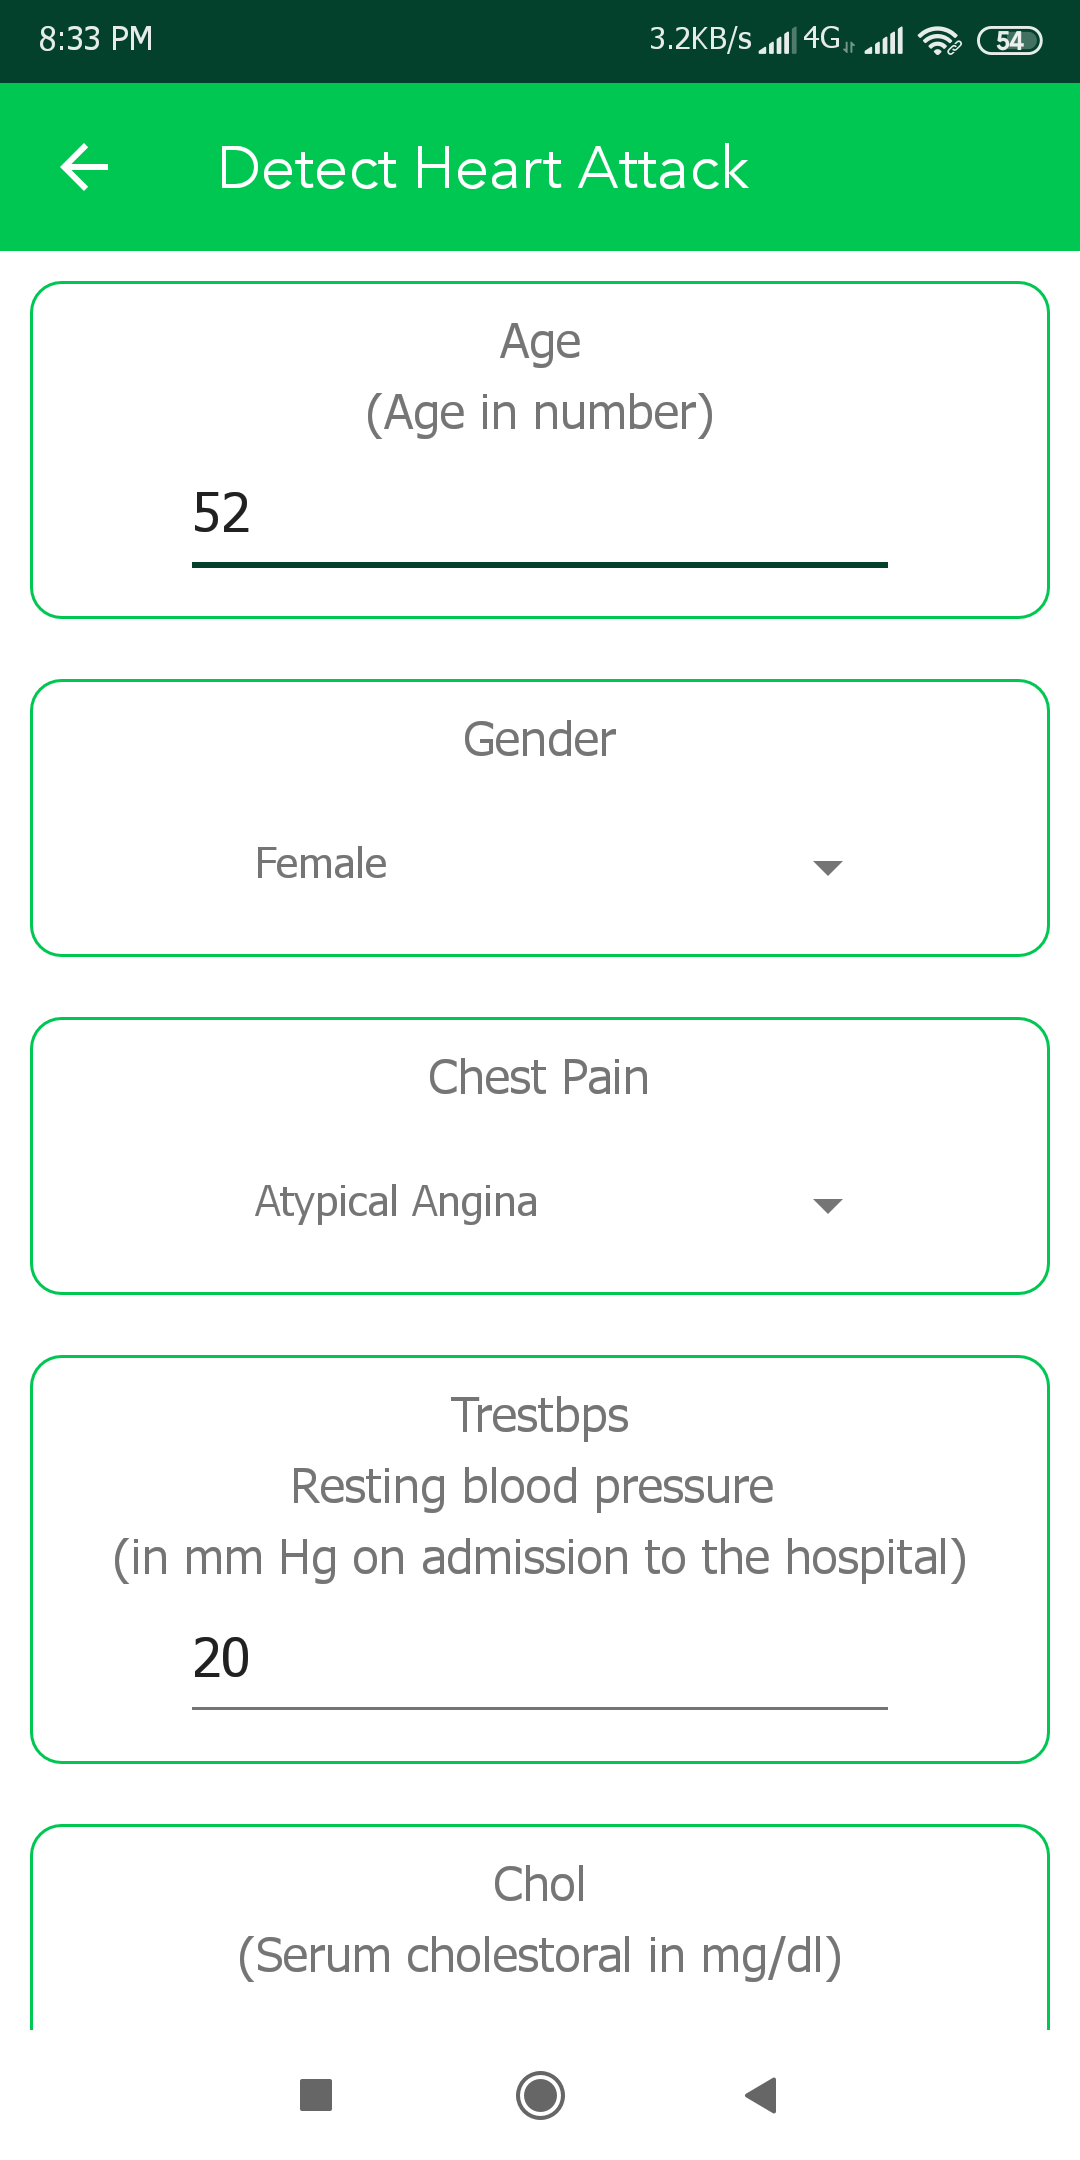 8:33 PM 3.2KB/s 4G 54
Detect Heart Attack
Age
(Age in number)
52
Gender
Female
Chest Pain
Atypical Angina
Trestbps
Resting blood pressure
(in mm Hg on admission to the hospital)
20
Chol
(Serum cholestoral in mg/dl)